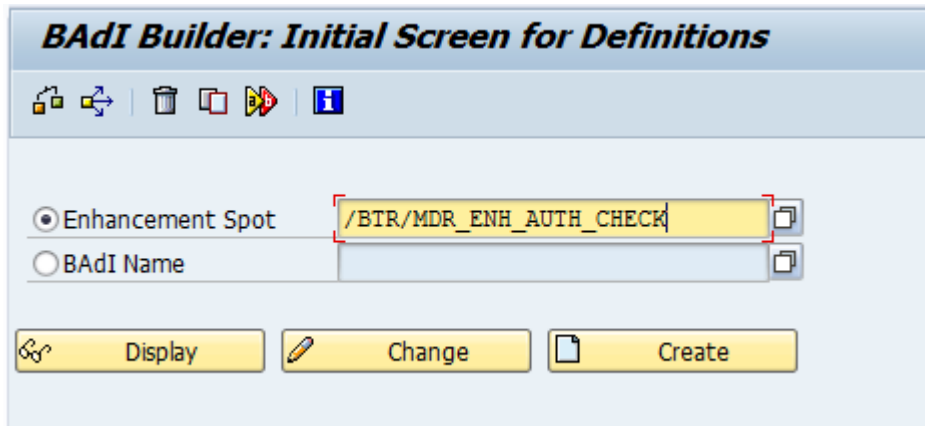 BAdI Builder: Initial Screen for Definitions
Enhancement Spot /BTR/MDR_ENH_AUTH_CHECK
BAdI Name
Display Change Create